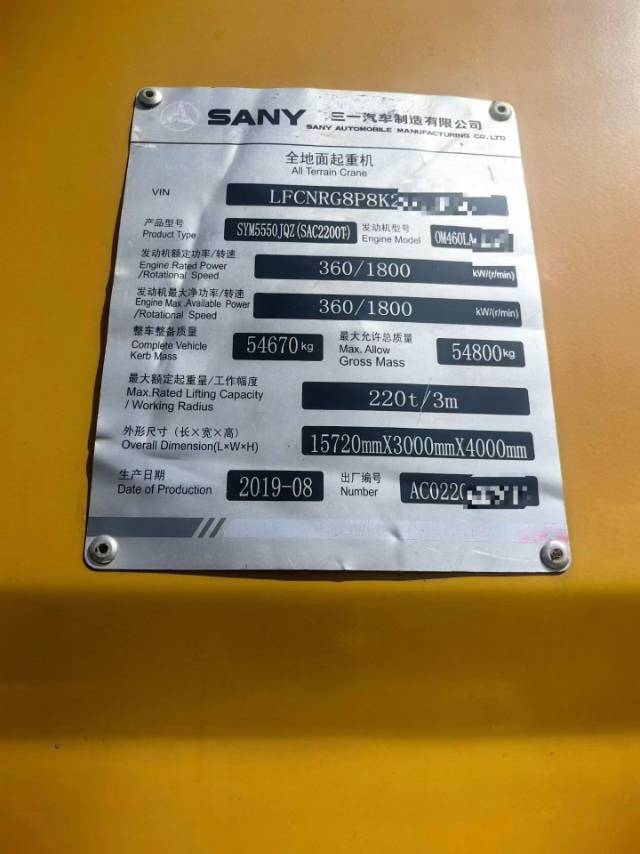 SANY 三一汽车制造有限公司
SANY AUTOMOBILE MANUFACTURING CO.,LTD
全地面起重机
All Terrain Crane
VIN LFCNRG8P8K2
产品型号 发动机型号
Product Type SYM5550JQZ(SAC2200T) Engine Model OM460LA
发动机额定功率/转速
Engine.Rated Power 360/1800 kW/(r/min)
/Rotational Speed
发动机最大净功率/转速
Engine Max .Available Power 360/1800 kW/(r/min)
/Rotational Speed
整车整备质量 最大允许总质量
Complete Vehicle 54670kg Max. Allow 54800kg
Kerb Mass Gross Mass
最大额定起重量/工作幅度
Max.Rated Lifting Capacity 220t/3m
/ Working Radius
外形尺寸（长×宽×高）
Overall Dimension(L×W×H) 15720mmX3000mmX4000mm
生产日期 出厂编号
Date of Production 2019-08 Number AC0220